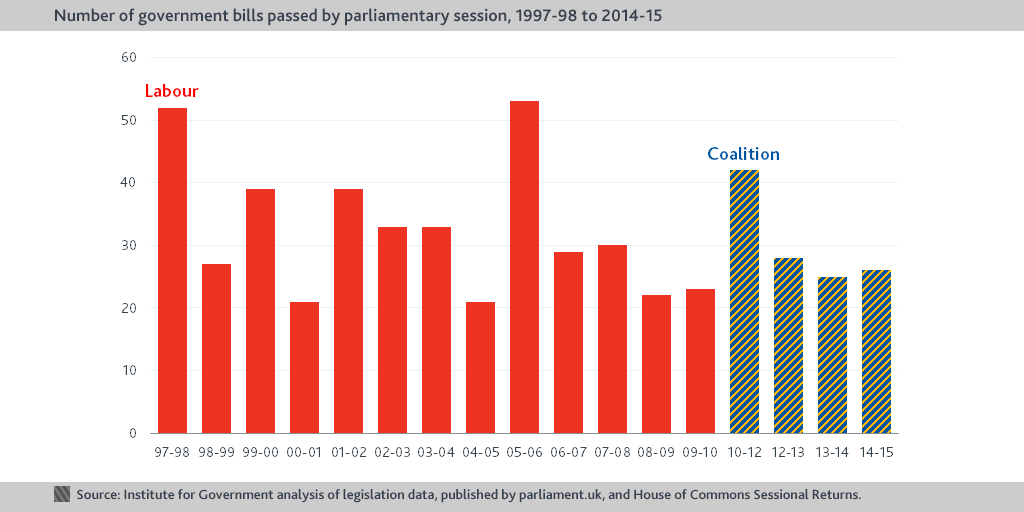 Number of government bills passed by parliamentary session, 1997-98 to 2014-15
60
Labour
50
Coalition
40
30
20
10
0
97-98 98-99 99-00 00-01 01-02 02-03 03-04 04-05 05-06 06-07 07-08 08-09 09-10 10-12 12-13 13-14 14-15
Source: Institute for Government analysis of legislation data, published by parliament.uk, and House of Commons Sessional Returns.